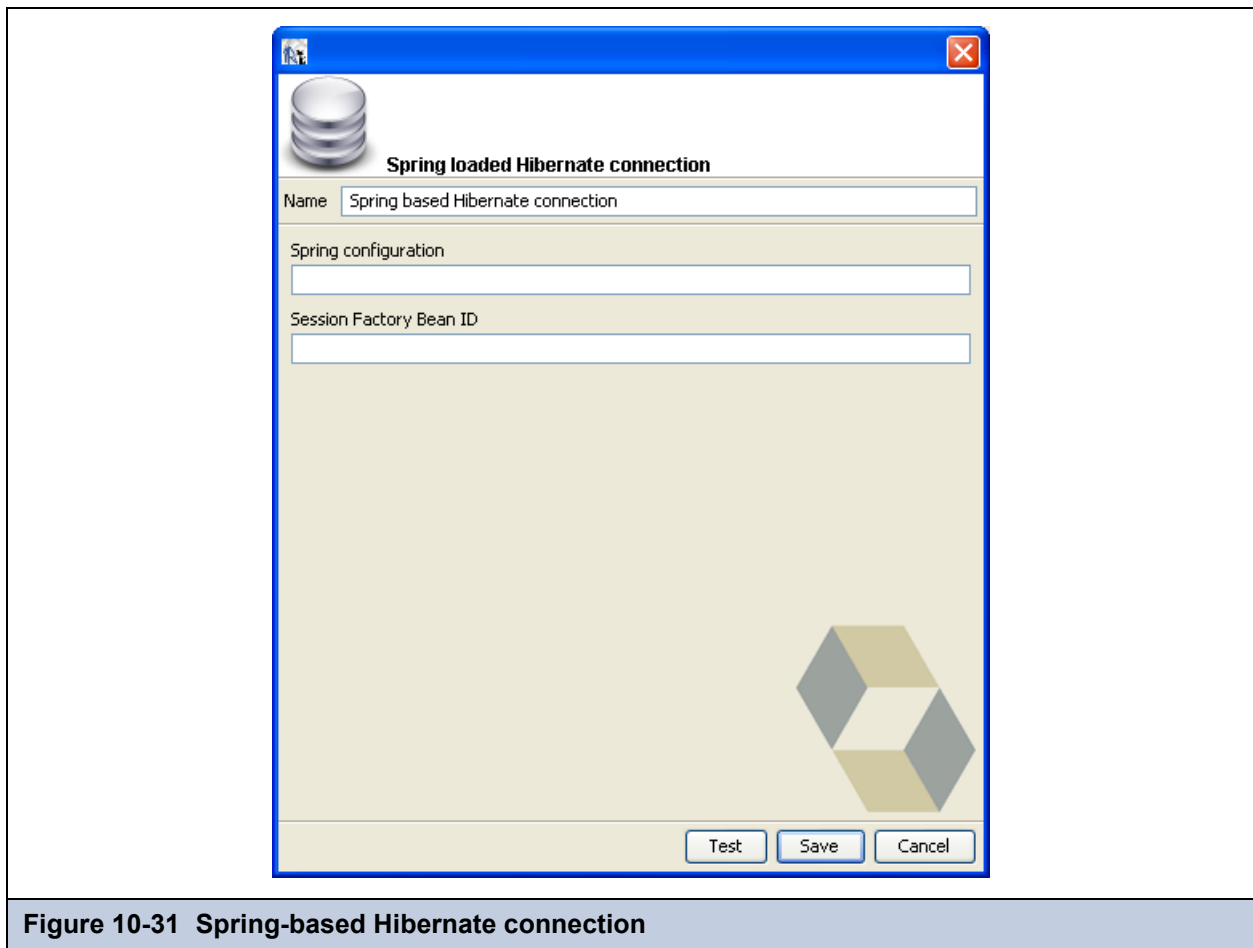 Spring loaded Hibernate connection
Name Spring based Hibernate connection
Spring configuration
Session Factory Bean ID
Test Save Cancel
Figure 10-31 Spring-based Hibernate connection